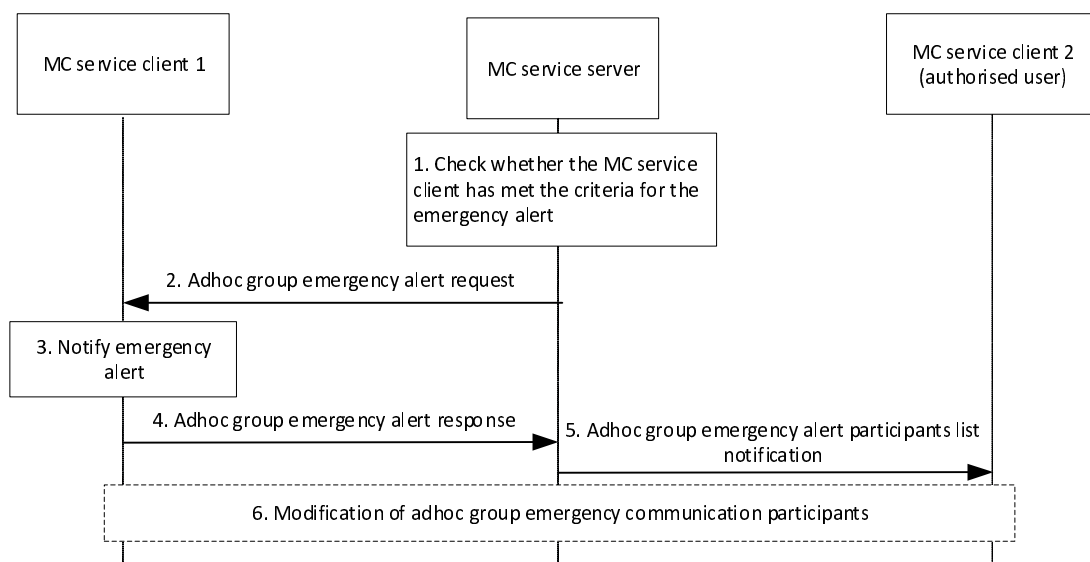 MC service client 1
MC service server
MC service client 2
(authorised user)
1. Check whether the MC service
client has met the criteria for the
emergency alert
2. Adhoc group emergency alert request
3. Notify emergency
alert
4. Adhoc group emergency alert response
5. Adhoc group emergency alert participants list
notification
6. Modification of adhoc group emergency communication participants